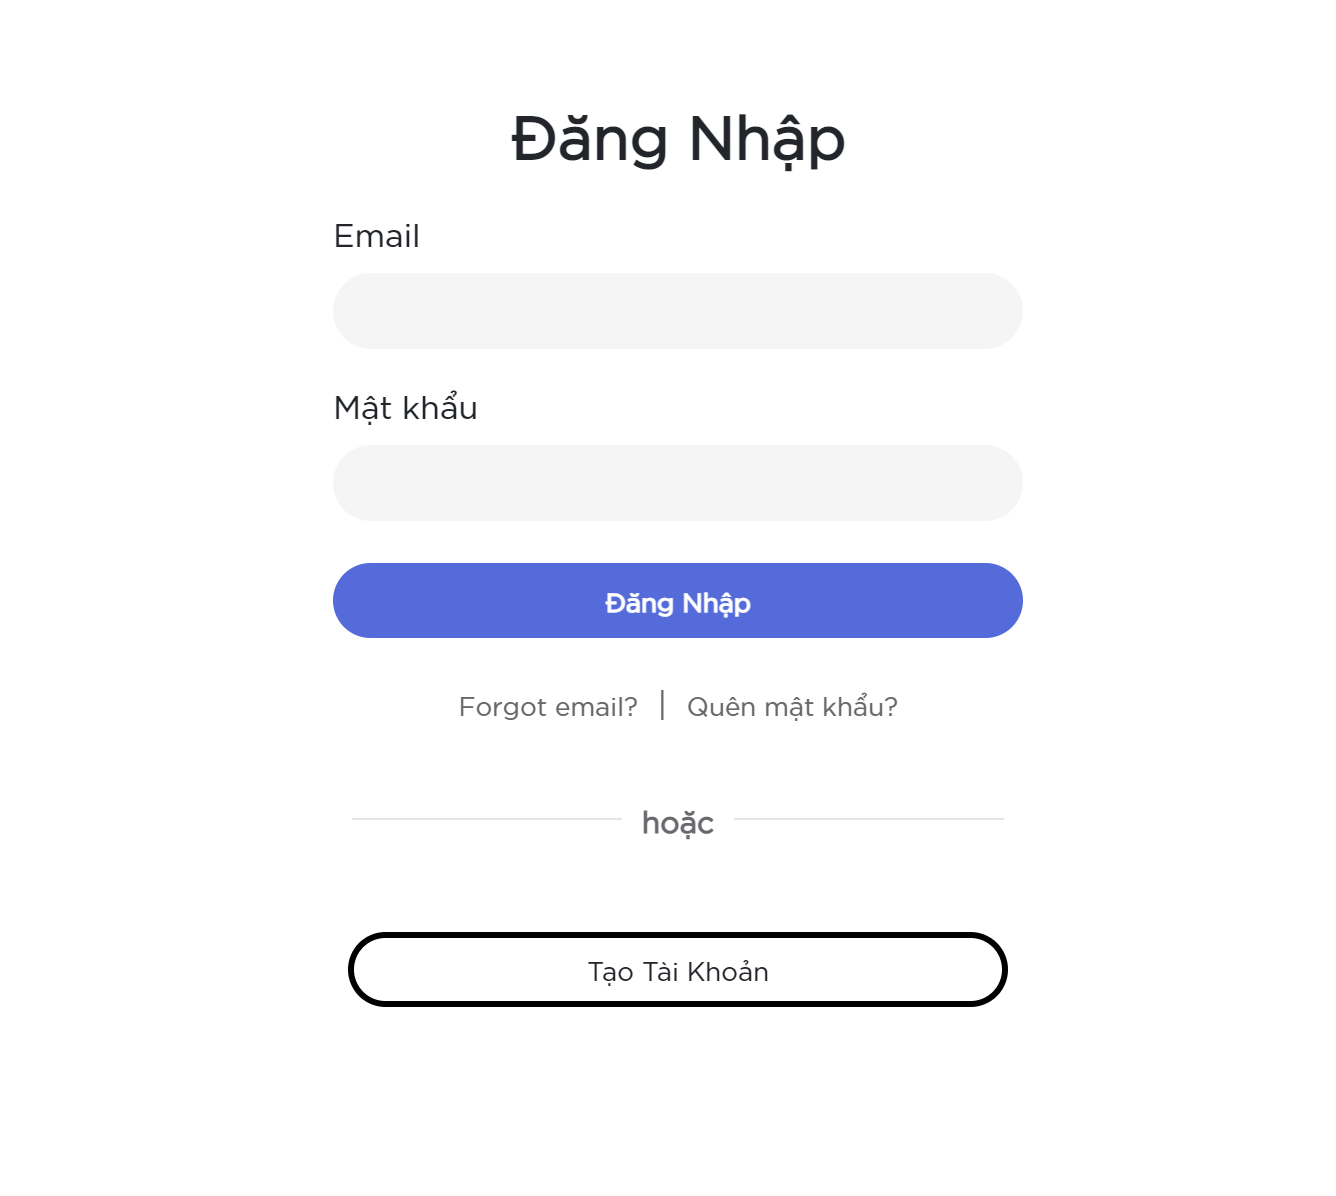 Đăng Nhập
Email
Mật khẩu
Đăng Nhập
Forgot email? | Quên mật khẩu?
hoặc
Tạo Tài Khoản